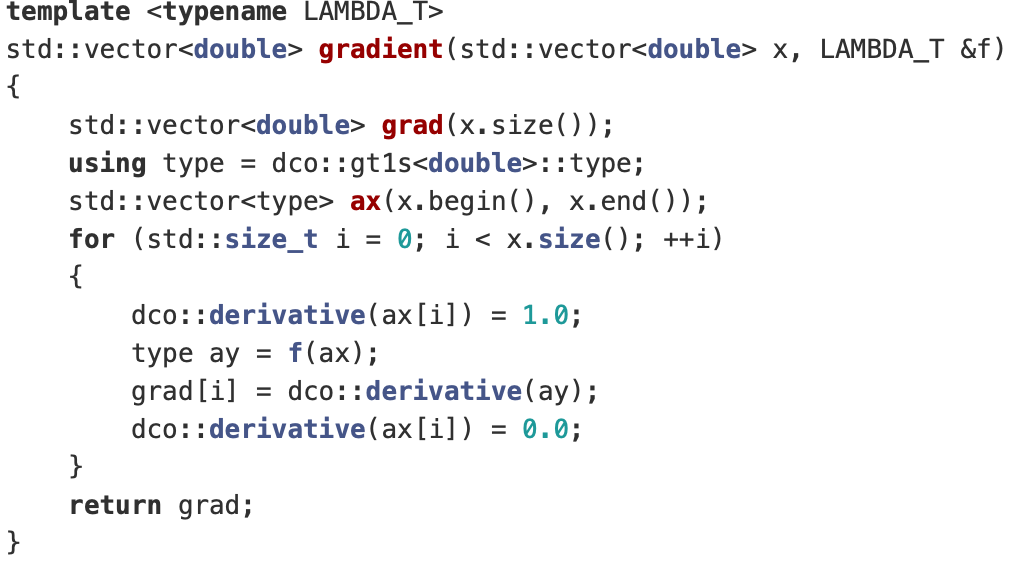 template <typename LAMBDA_T>
std::vector<double> gradient(std::vector<double> x, LAMBDA_T &f)
{
    std::vector<double> grad(x.size());
    using type = dco::gt1s<double>::type;
    std::vector<type> ax(x.begin(), x.end());
    for (std::size_t i = 0; i < x.size(); ++i)
    {
        dco::derivative(ax[i]) = 1.0;
        type ay = f(ax);
        grad[i] = dco::derivative(ay);
        dco::derivative(ax[i]) = 0.0;
    }
    return grad;
}